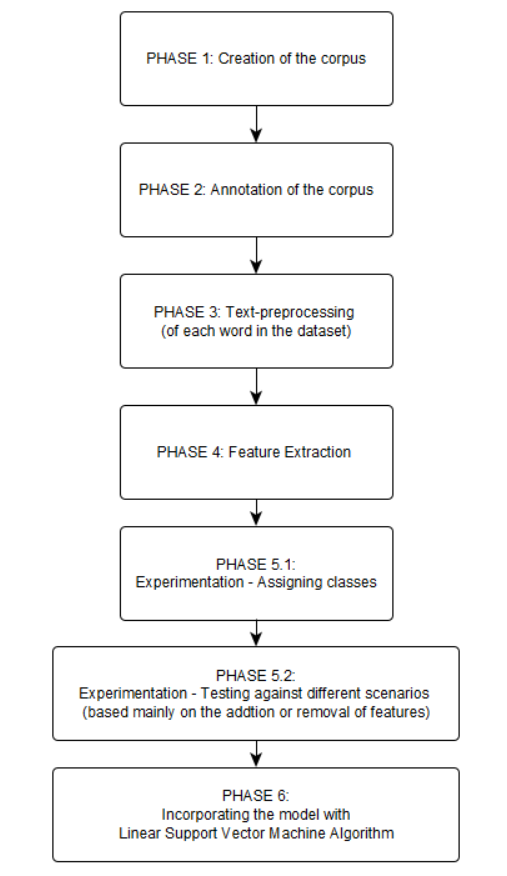 PHASE 1: Creation of the corpus
PHASE 2: Annotation of the corpus
PHASE 3: Text-preprocessing
(of each word in the dataset)
PHASE 4: Feature Extraction
PHASE 5.1:
Experimentation - Assigning classes
PHASE 5.2:
Experimentation - Testing against different scenarios
(based mainly on the addtion or removal of features)
PHASE 6:
Incorporating the model with
Linear Support Vector Machine Algorithm